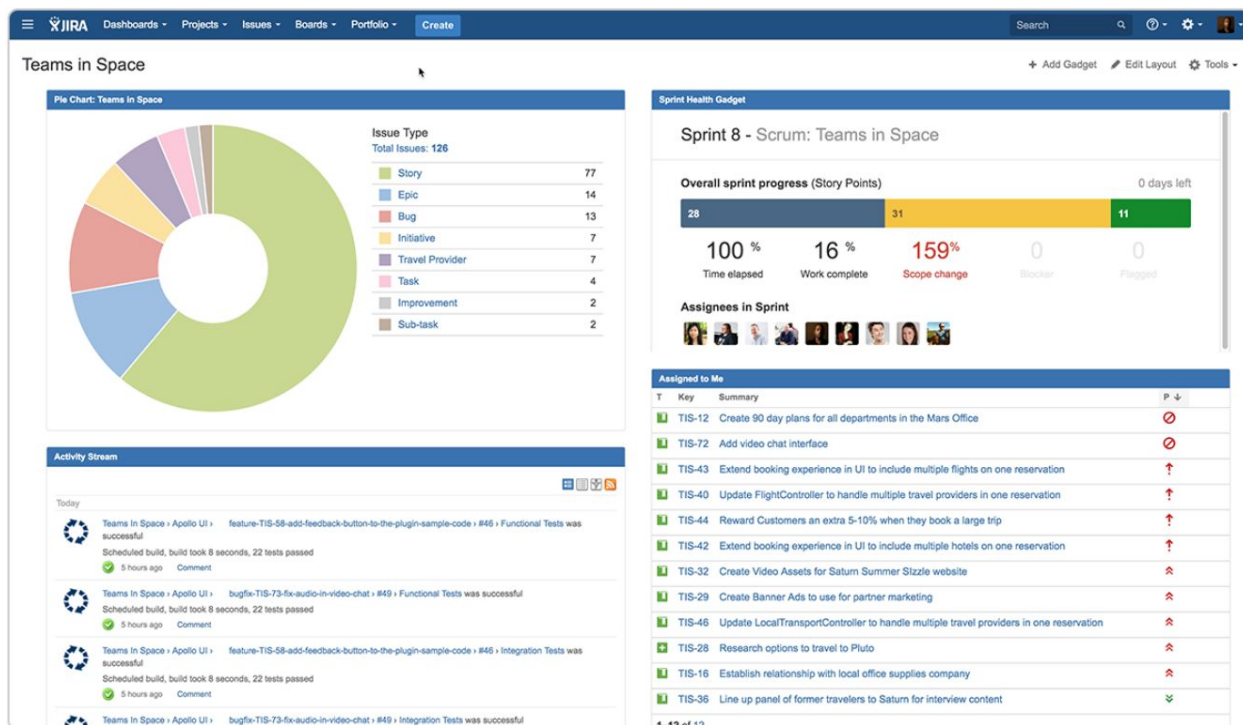 JIRA Dashboards Projects Issues Boards Portfolio Create Search
Teams in Space
Add Gadget Edit Layout Tools
Pie Chart: Teams in Space
Issue Type
Total Issues: 126
Story 77
Epic 14
Bug 13
Initiative 7
Travel Provider 7
Task 4
Improvement 2
Sub-task 2
Activity Stream
Today
Teams In Space › Apollo UI › feature-TIS-58-add-feedback-button-to-the-plugin-sample-code › #46 › Functional Tests was
successful
Scheduled build, build took 8 seconds, 22 tests passed
5 hours ago Comment
Teams In Space › Apollo UI › bugfix-TIS-73-fix-audio-in-video-chat › #49 › Functional Tests was successful
Scheduled build, build took 8 seconds, 22 tests passed
5 hours ago Comment
Teams In Space › Apollo UI › feature-TIS-58-add-feedback-button-to-the-plugin-sample-code › #46 › Integration Tests was
successful
Scheduled build, build took 8 seconds, 22 tests passed
5 hours ago Comment
Teams In Space › Apollo UI › bugfix-TIS-73-fix-audio-in-video-chat › #49 › Integration Tests was successful
Sprint Health Gadget
Sprint 8 - Scrum: Teams in Space
Overall sprint progress (Story Points) 0 days left
28 31 11
100 % 16 % 159% 0 0
Time elapsed Work complete Scope change Blocker Flagged
Assignees in Sprint
Assigned to Me
T Key Summary P
TIS-12 Create 90 day plans for all departments in the Mars Office
TIS-72 Add video chat interface
TIS-43 Extend booking experience in UI to include multiple flights on one reservation
TIS-40 Update FlightController to handle multiple travel providers in one reservation
TIS-44 Reward Customers an extra 5-10% when they book a large trip
TIS-42 Extend booking experience in UI to include multiple hotels on one reservation
TIS-32 Create Video Assets for Saturn Summer SIzzle website
TIS-29 Create Banner Ads to use for partner marketing
TIS-46 Update LocalTransportController to handle multiple travel providers in one reservation
TIS-28 Research options to travel to Pluto
TIS-16 Establish relationship with local office supplies company
TIS-36 Line up panel of former travelers to Saturn for interview content